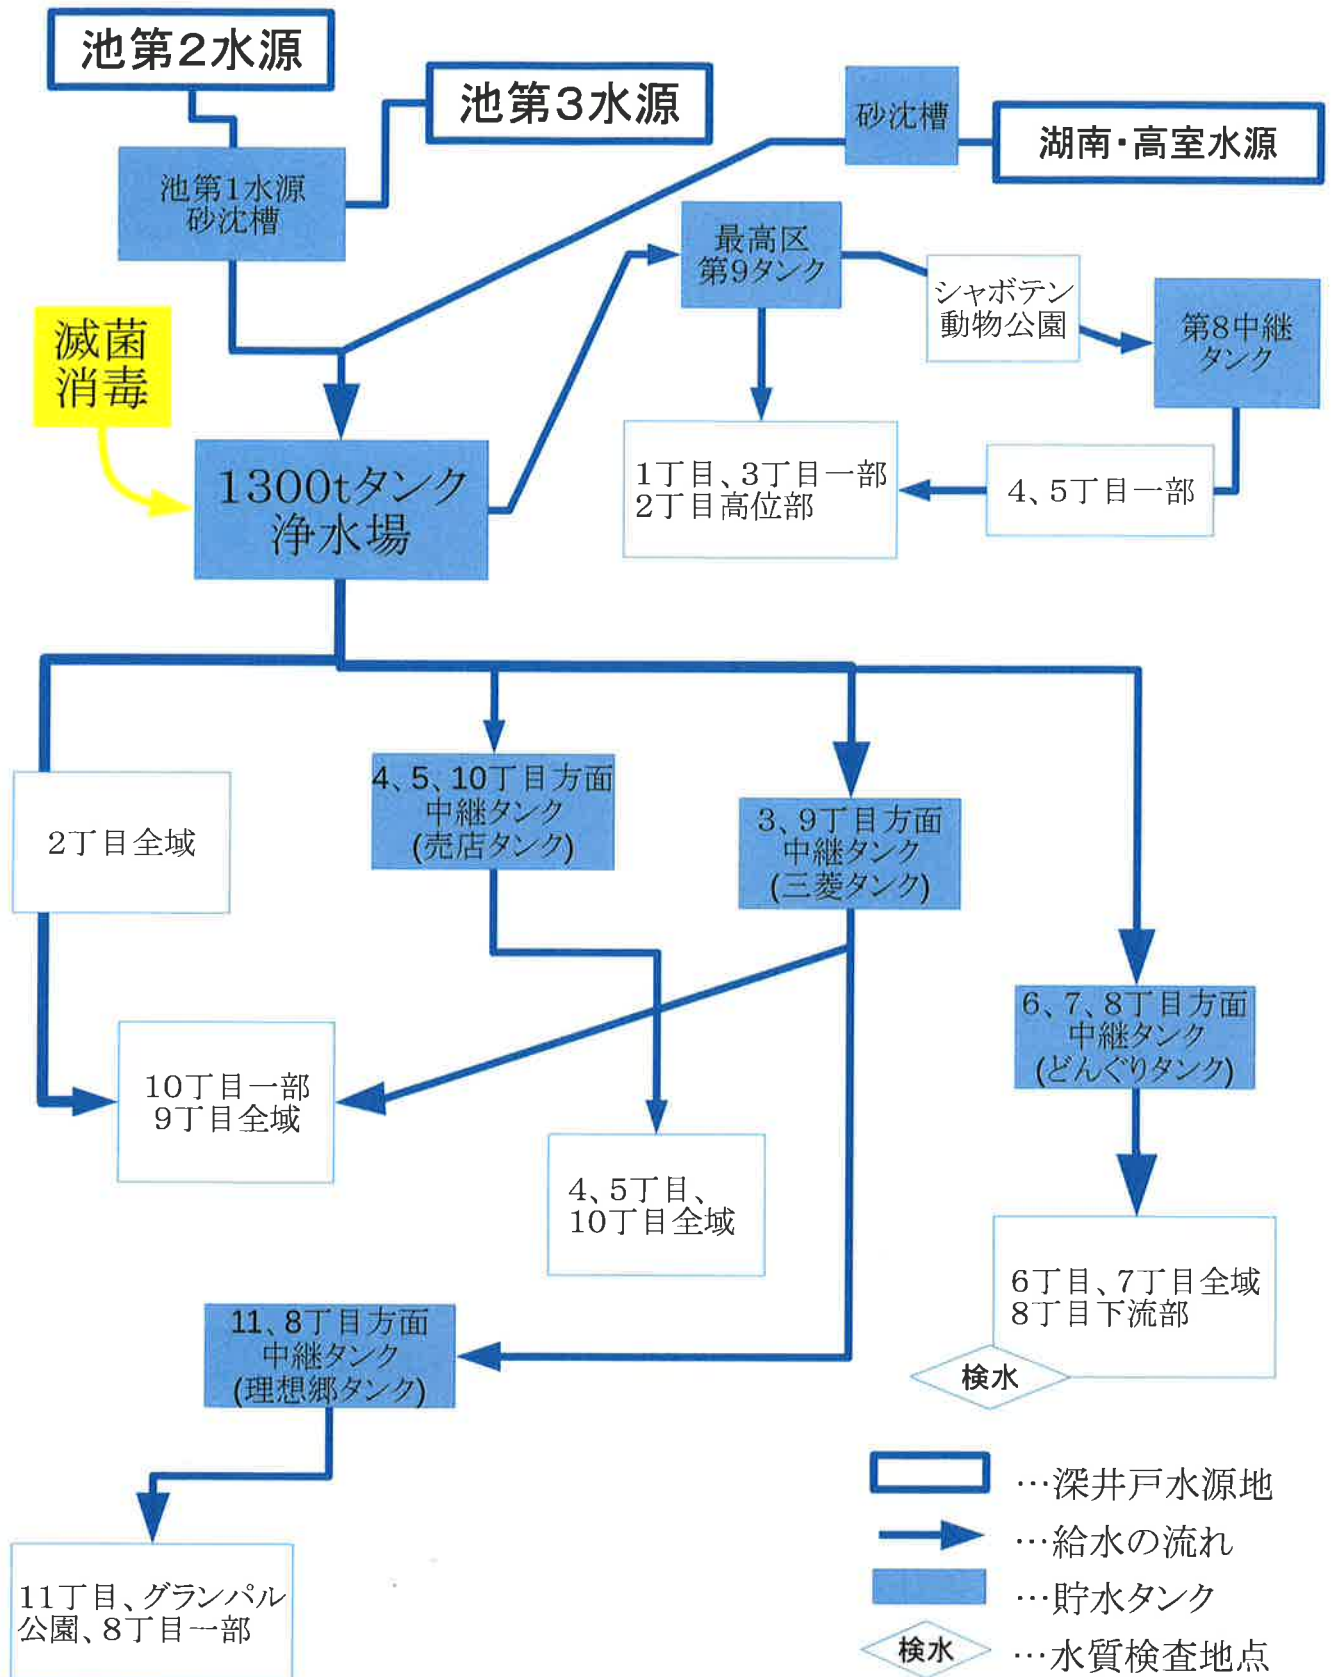 池第2水源
池第3水源
砂沈槽
湖南・高室水源
池第1水源
砂沈槽
最高区
第9タンク
シャボテン
動物公園
第8中継
タンク
滅菌
消毒
1300tタンク
浄水場
1丁目、3丁目一部
2丁目高位部
4、5丁目一部
2丁目全域
4、5、10丁目方面
中継タンク
(売店タンク)
3、9丁目方面
中継タンク
(三菱タンク)
6、7、8丁目方面
中継タンク
(どんぐりタンク)
10丁目一部
9丁目全域
4、5丁目、
10丁目全域
6丁目、7丁目全域
8丁目下流部
検水
11、8丁目方面
中継タンク
(理想郷タンク)
11丁目、グランパル
公園、8丁目一部
…深井戸水源地
…給水の流れ
…貯水タンク
検水 …水質検査地点